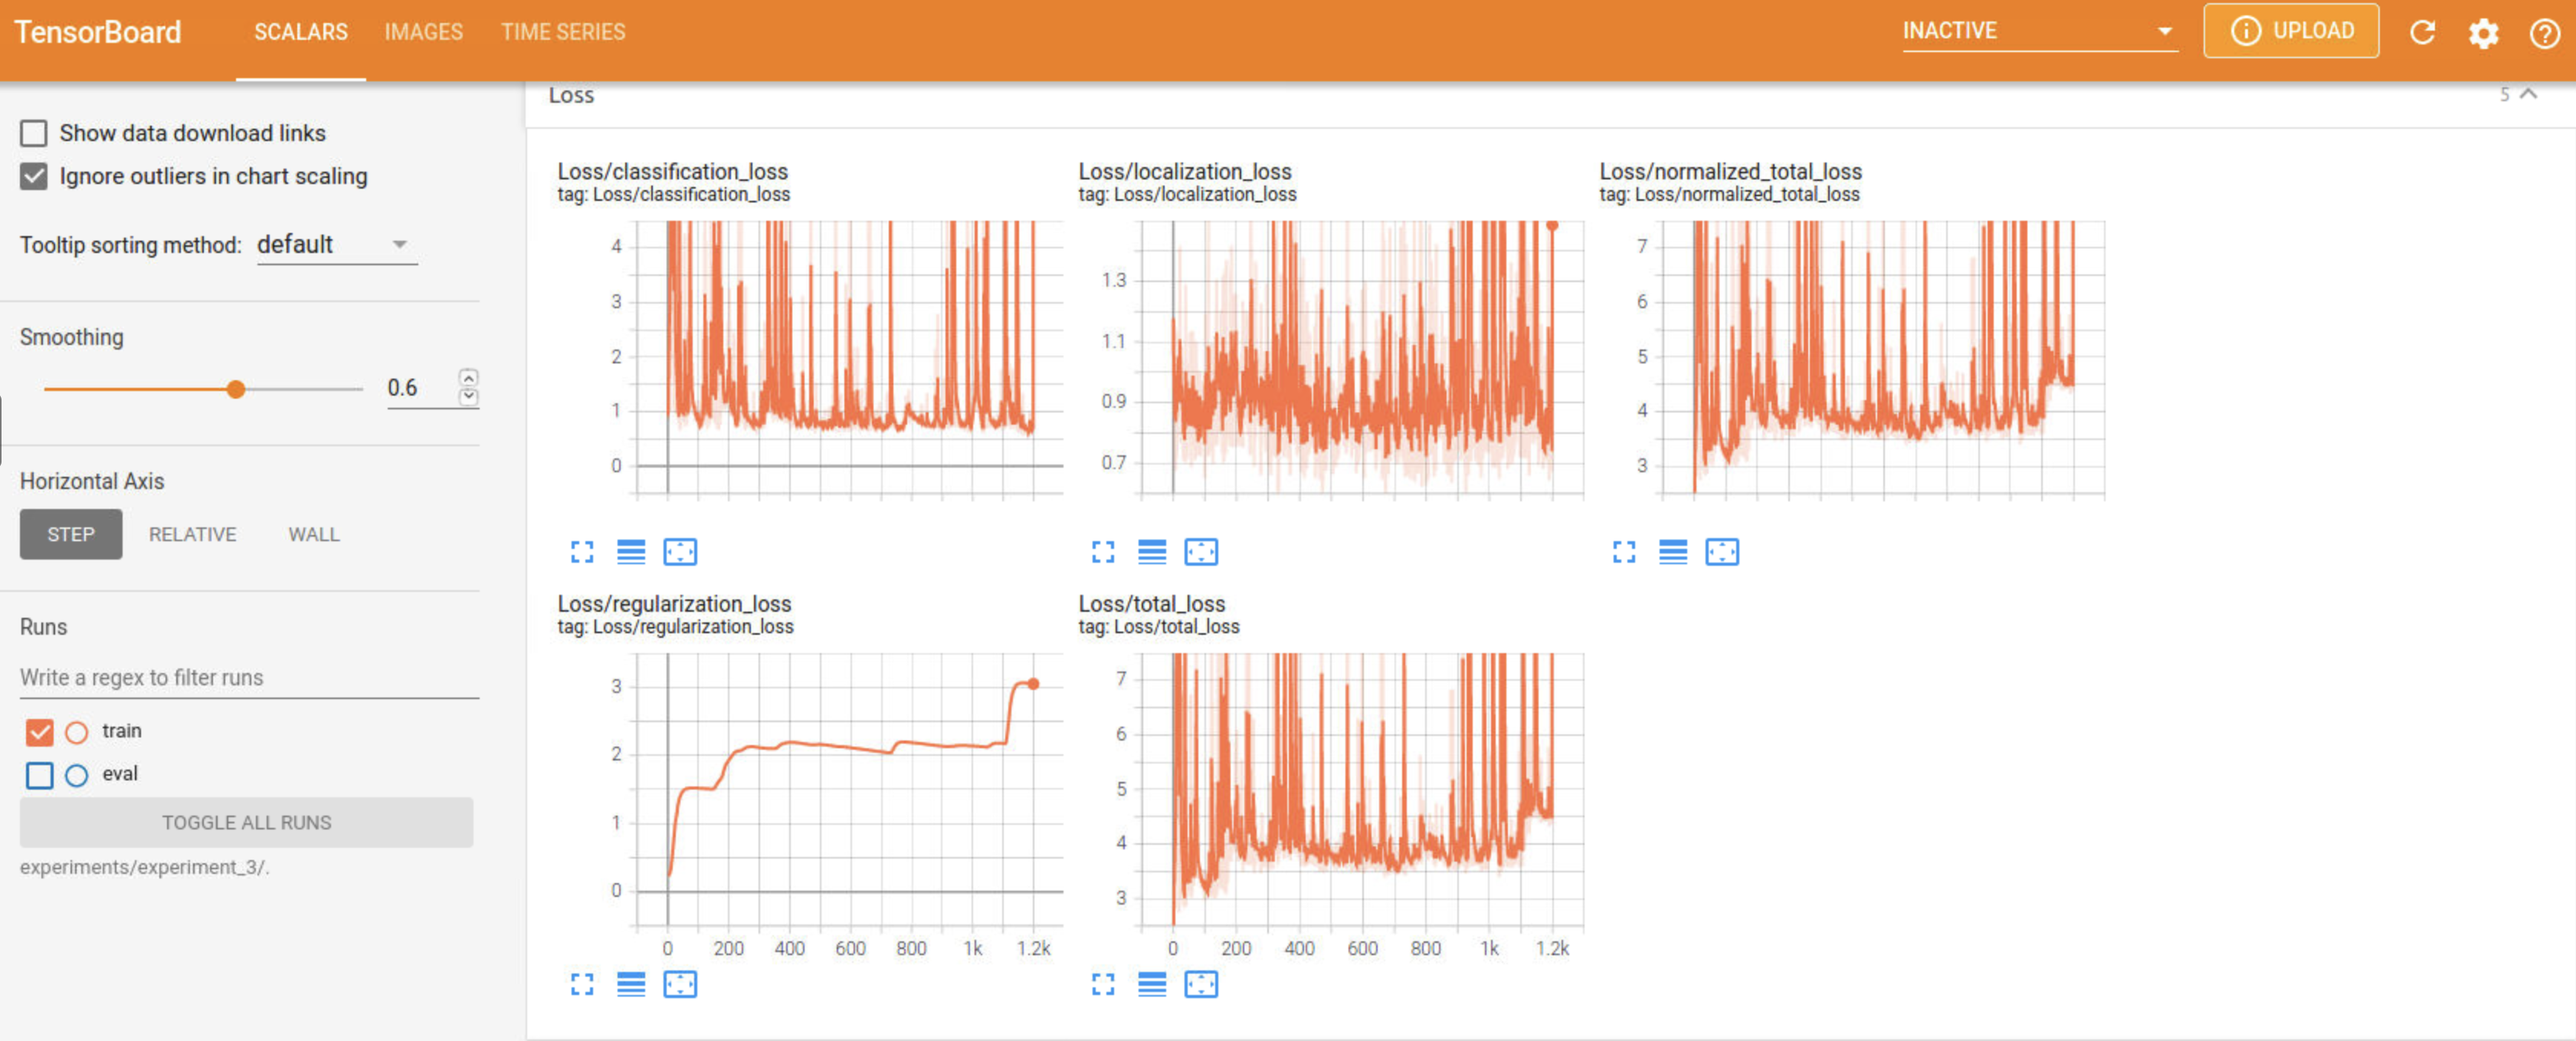 TensorBoard
SCALARS
IMAGES
TIME SERIES
INACTIVE
UPLOAD
Show data download links
Ignore outliers in chart scaling
Tooltip sorting method: default
Smoothing
0.6
Horizontal Axis
STEP
RELATIVE
WALL
Runs
Write a regex to filter runs
train
eval
TOGGLE ALL RUNS
experiments/experiment_3/.
Loss
5
Loss/classification_loss
tag: Loss/classification_loss
4
3
2
1
0
Loss/localization_loss
tag: Loss/localization_loss
1.3
1.1
0.9
0.7
Loss/normalized_total_loss
tag: Loss/normalized_total_loss
7
6
5
4
3
Loss/regularization_loss
tag: Loss/regularization_loss
3
2
1
0
0 200 400 600 800 1k 1.2k
Loss/total_loss
tag: Loss/total_loss
7
6
5
4
3
0 200 400 600 800 1k 1.2k